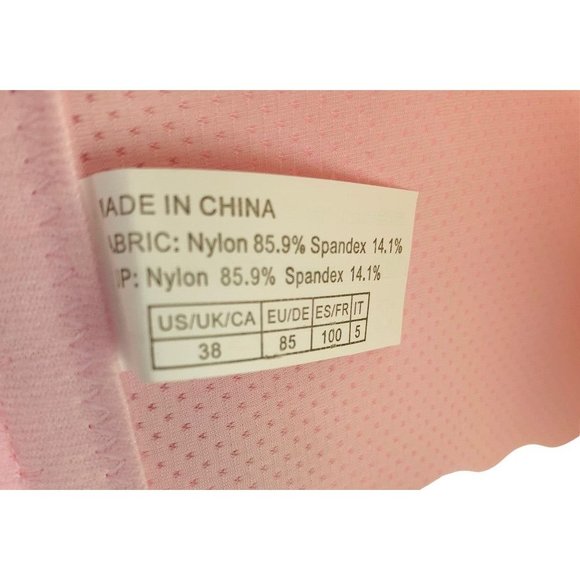 MADE IN CHINA
FABRIC: Nylon 85.9% Spandex 14.1%
Nylon 85.9% Spandex 14.1%
US/UK/CA EU/DE ES/FR IT
38 85 100 5